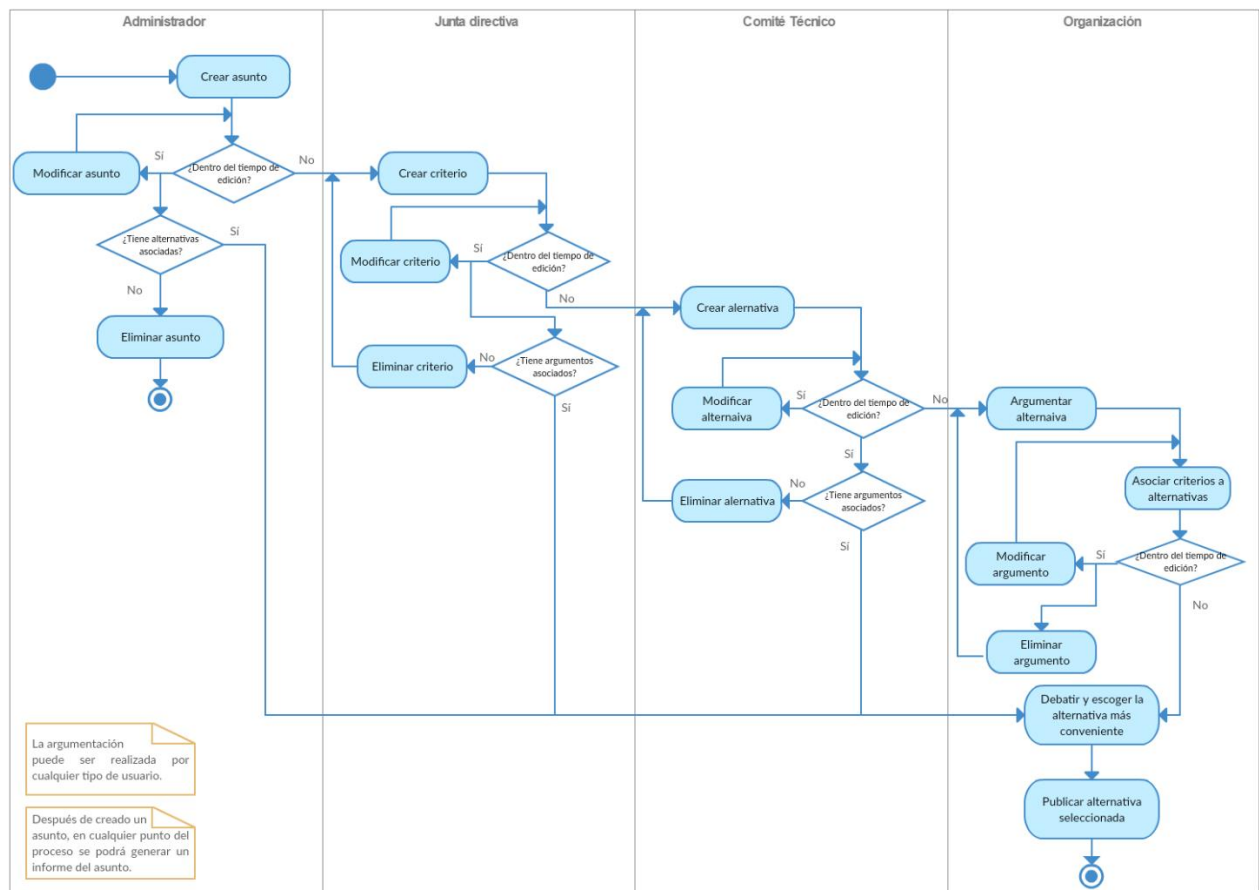 Administrador
Junta directiva
Comité Técnico
Organización
Crear asunto
Modificar asunto
Sí
¿Dentro del tiempo de
edición?
No
¿Tiene alternativas
asociadas?
Sí
No
Eliminar asunto
Crear criterio
Modificar criterio
Sí
¿Dentro del tiempo de
edición?
No
Eliminar criterio
No
¿Tiene argumentos
asociados?
Sí
Crear alernativa
Modificar
alternaiva
Sí
¿Dentro del tiempo de
edición?
No
Sí
Eliminar alernativa
No
¿Tiene argumentos
asociados?
Sí
Argumentar
alternaiva
Asociar criterios a
alternativas
Modificar
argumento
Sí
¿Dentro del tiempo de
edición?
No
Eliminar
argumento
Debatir y escoger la
alternativa más
conveniente
Publicar alternativa
seleccionada
La argumentación
puede ser realizada por
cualquier tipo de usuario.
Después de creado un
asunto, en cualquier punto del
proceso se podrá generar un
informe del asunto.